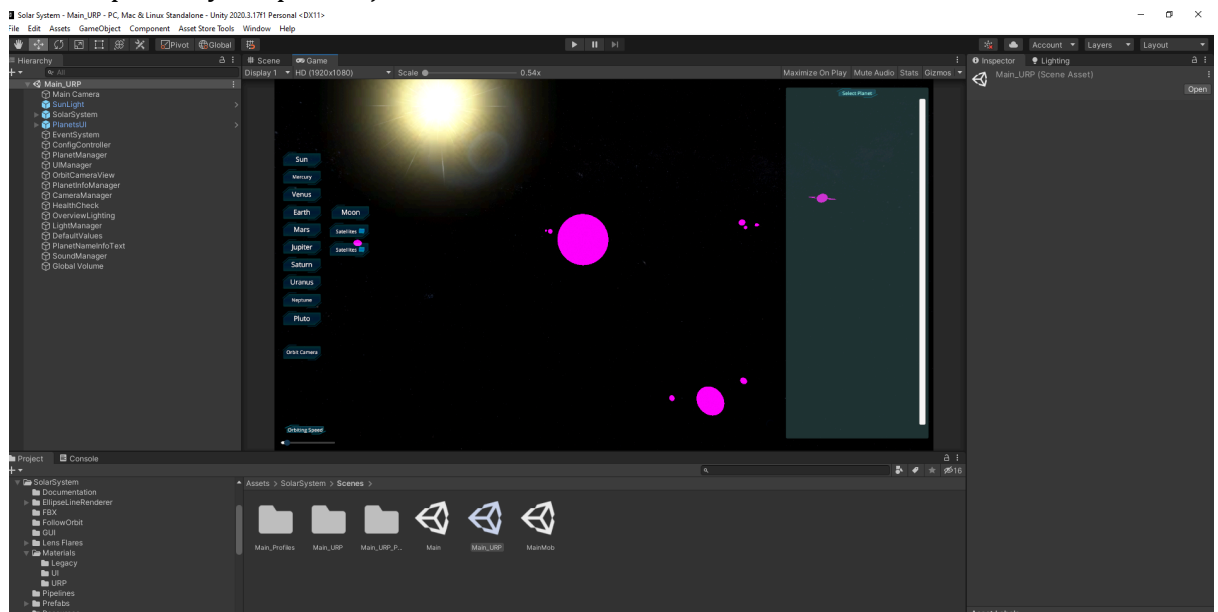 Solar System - Main_URP - PC, Mac & Linux Standalone - Unity 2020.3.17f1 Personal <DX11>
File Edit Assets GameObject Component Asset Store Tools Window Help
Pivot Global Account Layers Layout
Hierarchy
All
Main_URP
Main Camera
SunLight
SolarSystem
PlanetsUI
EventSystem
ConfigController
PlanetManager
UIManager
OrbitCameraView
PlanetInfoManager
CameraManager
HealthCheck
OverviewLighting
LightManager
DefaultValues
PlanetNameInfoText
SoundManager
Global Volume
Scene Game
Display 1 HD (1920x1080) Scale 0.54x Maximize On Play Mute Audio Stats Gizmos
Select Planet
Sun
Mercury
Venus
Earth Moon
Mars Satellites
Jupiter Satellites
Saturn
Uranus
Neptune
Pluto
Orbit Camera
Orbiting Speed
Inspector Lighting
Main_URP (Scene Asset)
Open
Project Console
16
SolarSystem
Documentation
EllipseLineRenderer
FBX
FollowOrbit
GUI
Lens Flares
Materials
Legacy
UI
URP
Pipelines
Prefabs
Assets > SolarSystem > Scenes >
Main_Profiles Main_URP Main_URP_P... Main Main_URP MainMob